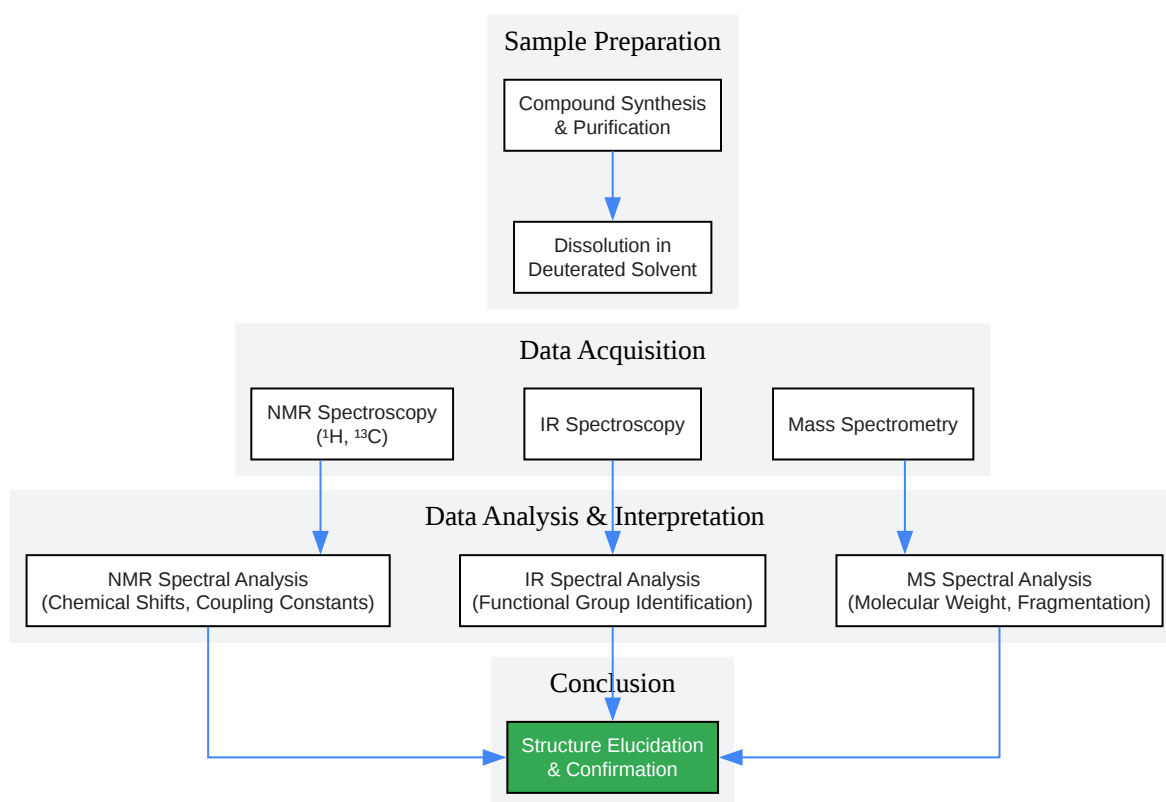 Sample Preparation
Compound Synthesis
& Purification
Dissolution in
Deuterated Solvent
Data Acquisition
NMR Spectroscopy
(¹H, ¹³C)
IR Spectroscopy
Mass Spectrometry
Data Analysis & Interpretation
NMR Spectral Analysis
(Chemical Shifts, Coupling Constants)
IR Spectral Analysis
(Functional Group Identification)
MS Spectral Analysis
(Molecular Weight, Fragmentation)
Conclusion
Structure Elucidation
& Confirmation